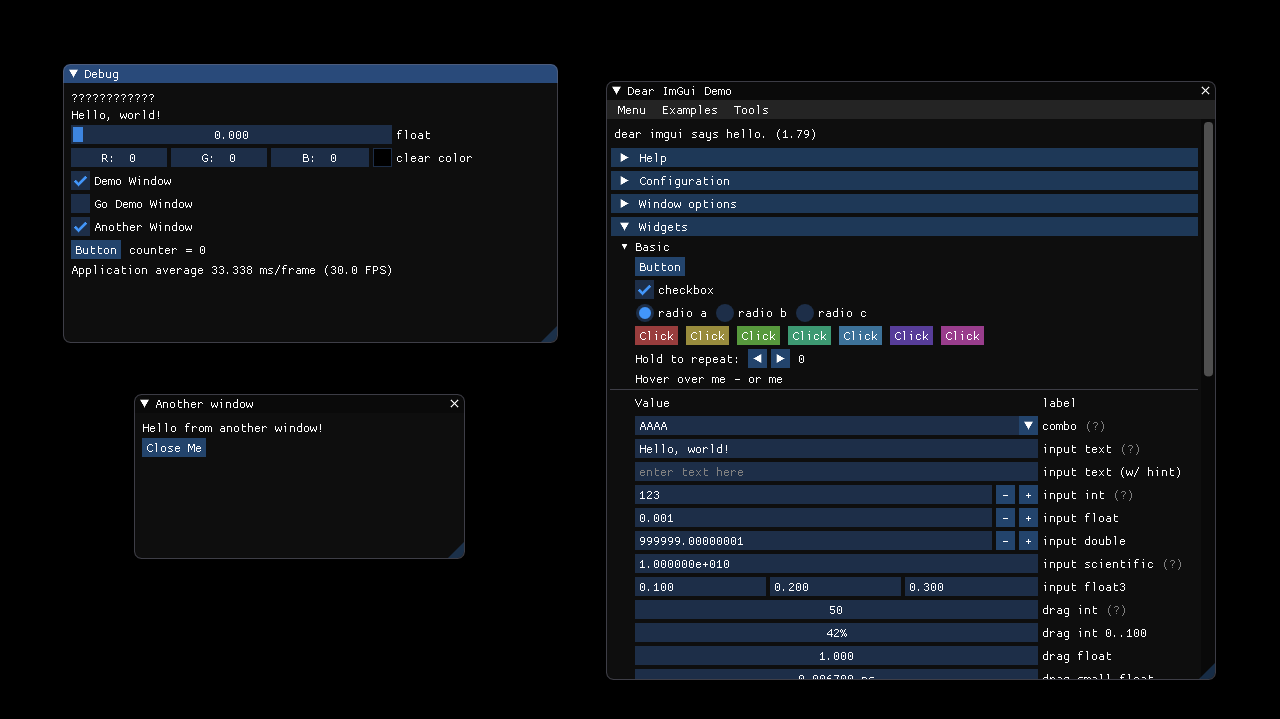 Debug
????????????
Hello, world!
0.000 float
R: 0 G: 0 B: 0 clear color
Demo Window
Go Demo Window
Another Window
Button counter = 0
Application average 33.338 ms/frame (30.0 FPS)
Another window
Hello from another window!
Close Me
Dear ImGui Demo
Menu Examples Tools
dear imgui says hello. (1.79)
Help
Configuration
Window options
Widgets
Basic
Button
checkbox
radio a radio b radio c
Click Click Click Click Click Click Click
Hold to repeat: 0
Hover over me - or me
Value label
AAAA combo (?)
Hello, world! input text (?)
enter text here input text (w/ hint)
123 - + input int (?)
0.001 - + input float
999999.00000001 - + input double
1.000000e+010 input scientific (?)
0.100 0.200 0.300 input float3
50 drag int (?)
42% drag int 0..100
1.000 drag float
0.006700 ns drag small float